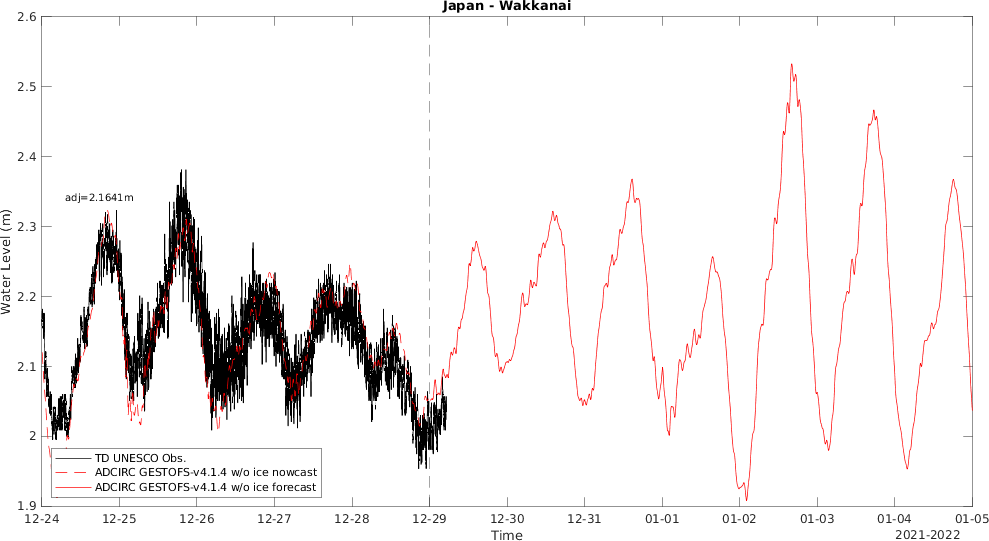 Japan - Wakkanai
2.6
2.5
2.4
2.3
2.2
2.1
2
1.9
Water Level (m)
adj=2.1641m
TD UNESCO Obs.
ADCIRC GESTOFS-v4.1.4 w/o ice nowcast
ADCIRC GESTOFS-v4.1.4 w/o ice forecast
12-24 12-25 12-26 12-27 12-28 12-29 12-30 12-31 01-01 01-02 01-03 01-04 01-05
Time
2021-2022